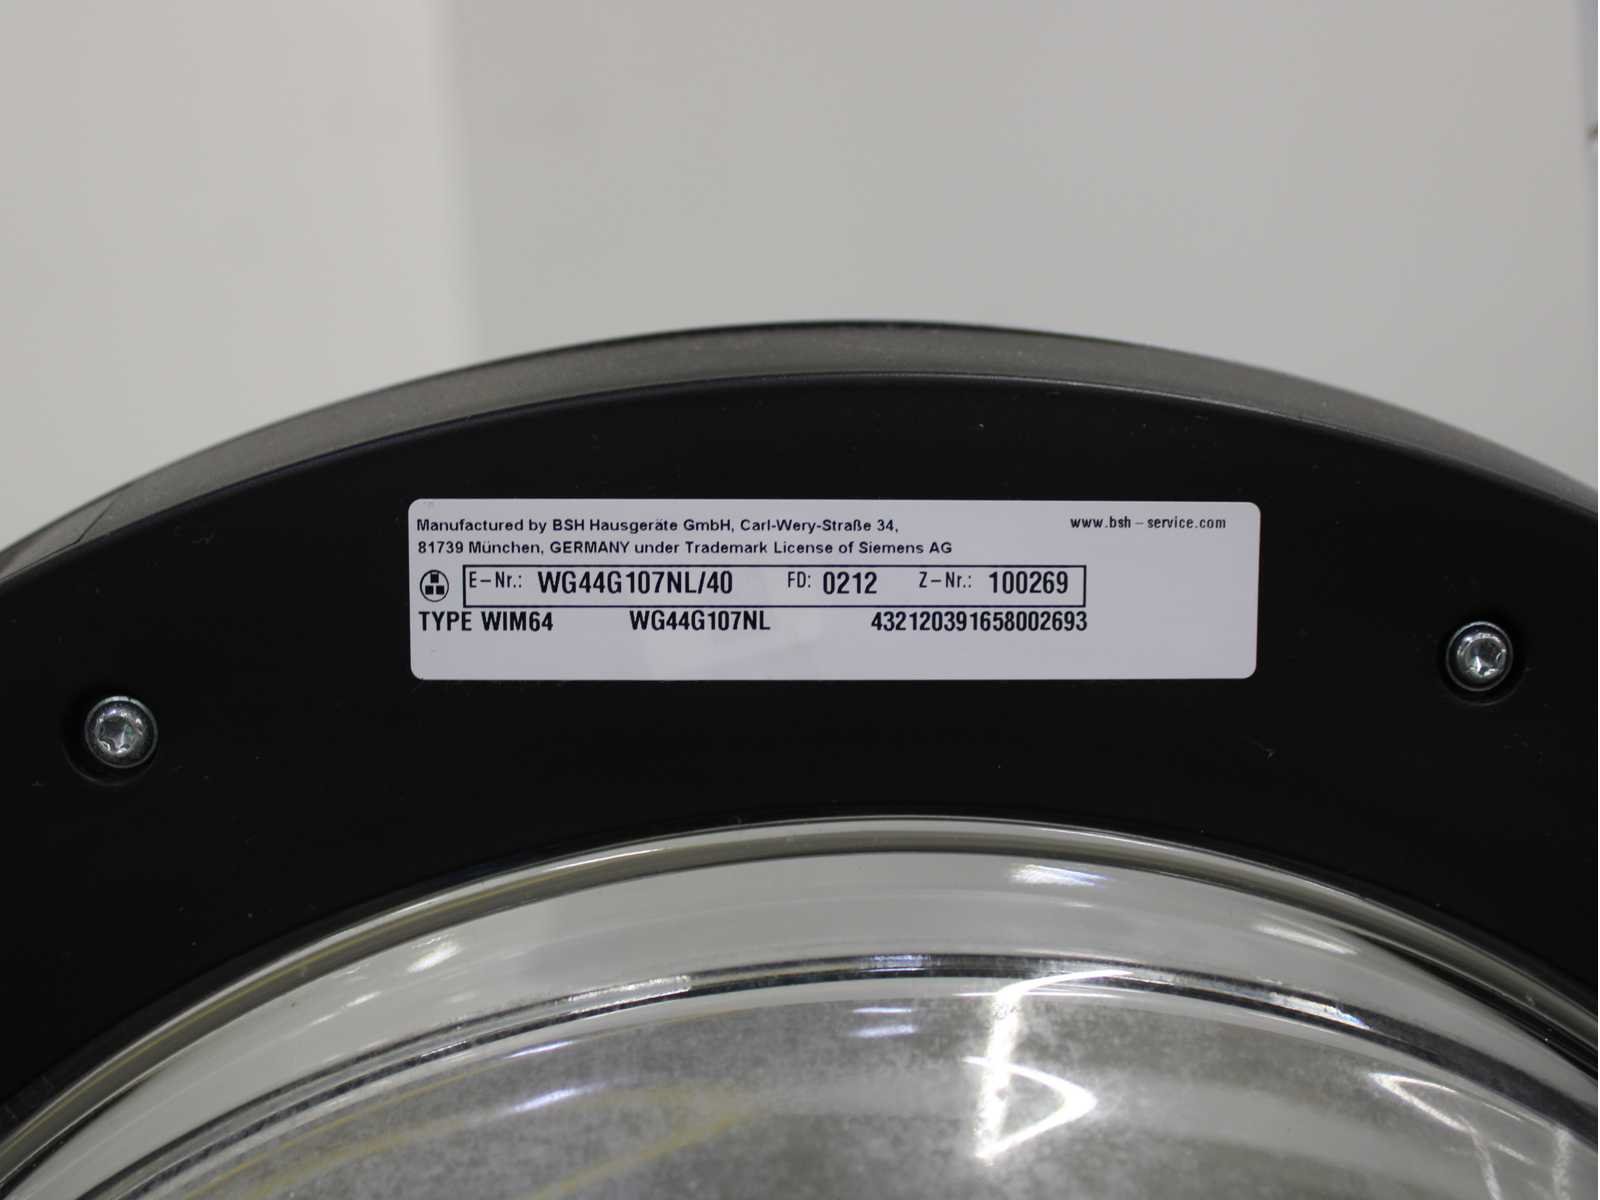 Manufactured by BSH Hausgeräte GmbH, Carl-Wery-Straße 34,
www.bsh-service.com
81739 München, GERMANY under Trademark License of Siemens AG
E-Nr.: WG44G107NL/40 FD: 0212 Z-Nr.: 100269
TYPE WIM64 WG44G107NL 432120391658002693